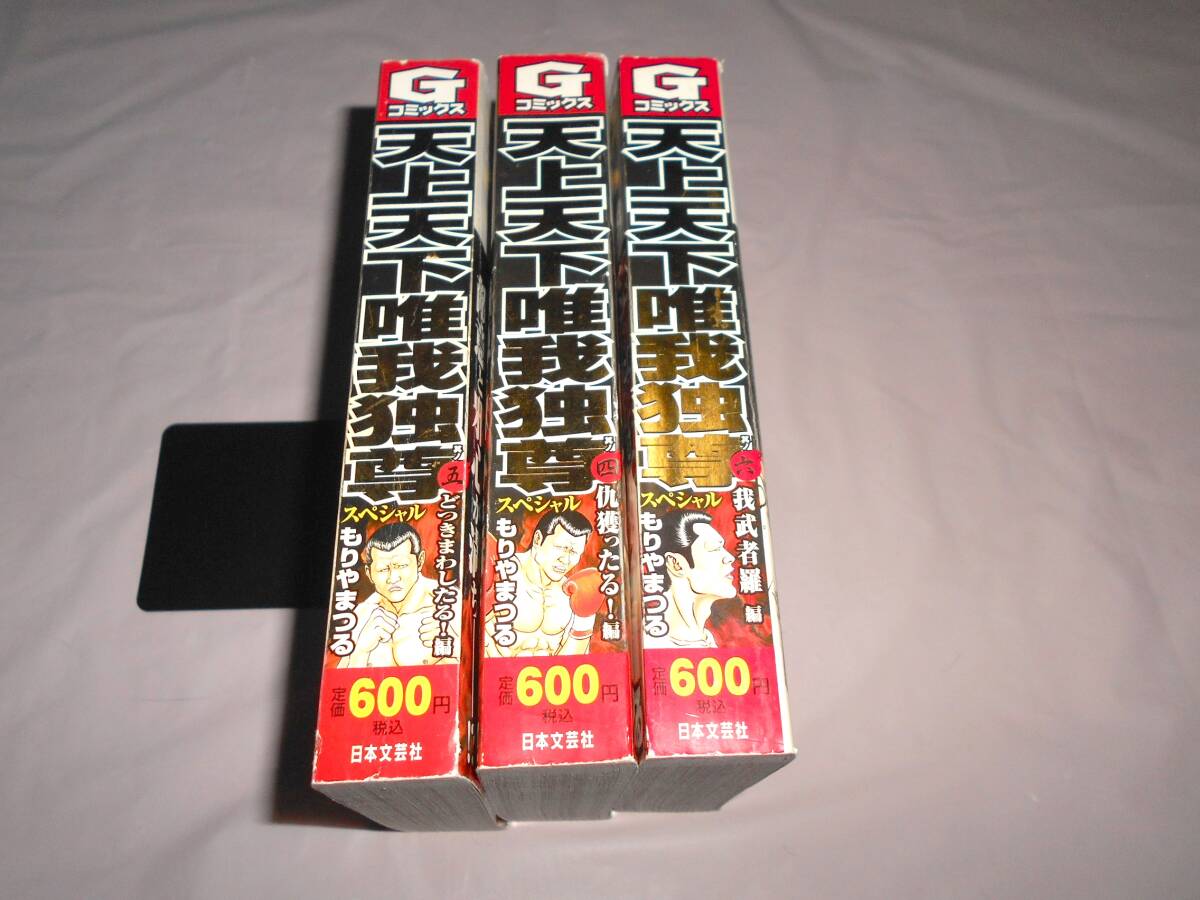 G
コミックス
天上天下唯我独尊
其ノ五
どつきまわしたる!編
スペシャル
もりやまつる
定価600円
税込
日本文芸社
G
コミックス
天上天下唯我独尊
其ノ四
仇獲ったる!編
スペシャル
もりやまつる
定価600円
税込
日本文芸社
G
コミックス
天上天下唯我独尊
其ノ六
我武者羅編
スペシャル
もりやまつる
定価600円
税込
日本文芸社